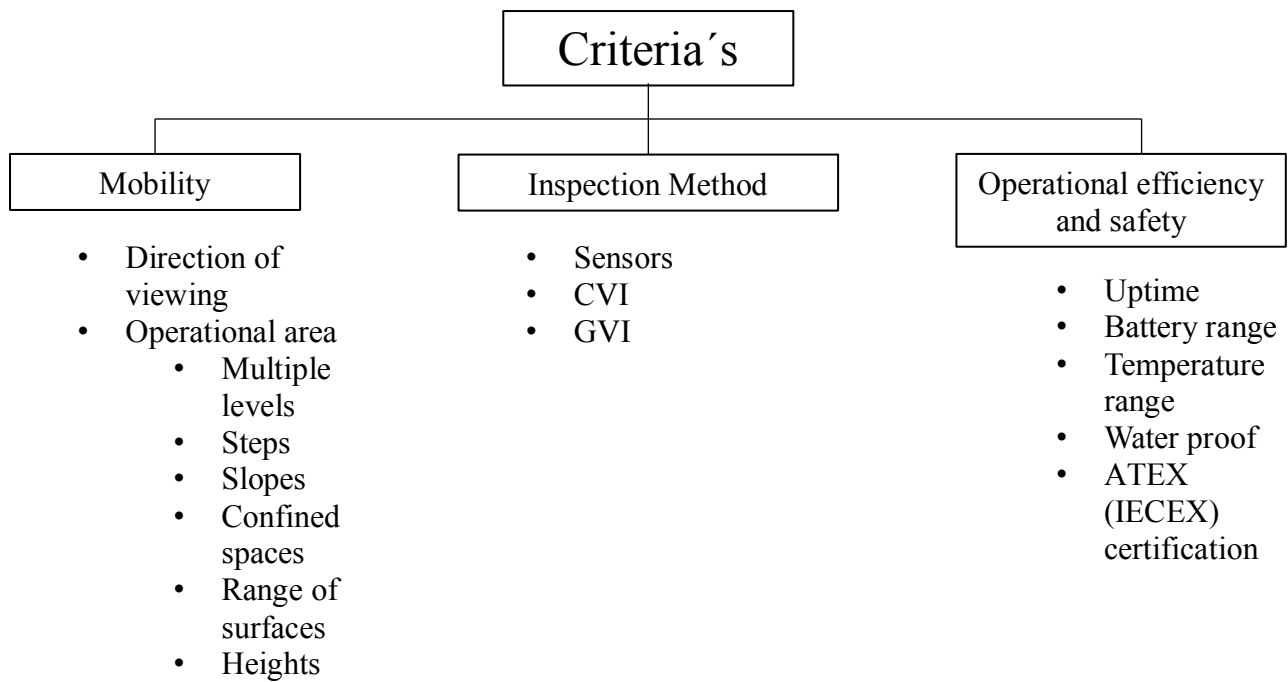 Criteria´s
Mobility
• Direction of
viewing
• Operational area
• Multiple
levels
• Steps
• Slopes
• Confined
spaces
• Range of
surfaces
• Heights
Inspection Method
• Sensors
• CVI
• GVI
Operational efficiency
and safety
• Uptime
• Battery range
• Temperature
range
• Water proof
• ATEX
(IECEX)
certification